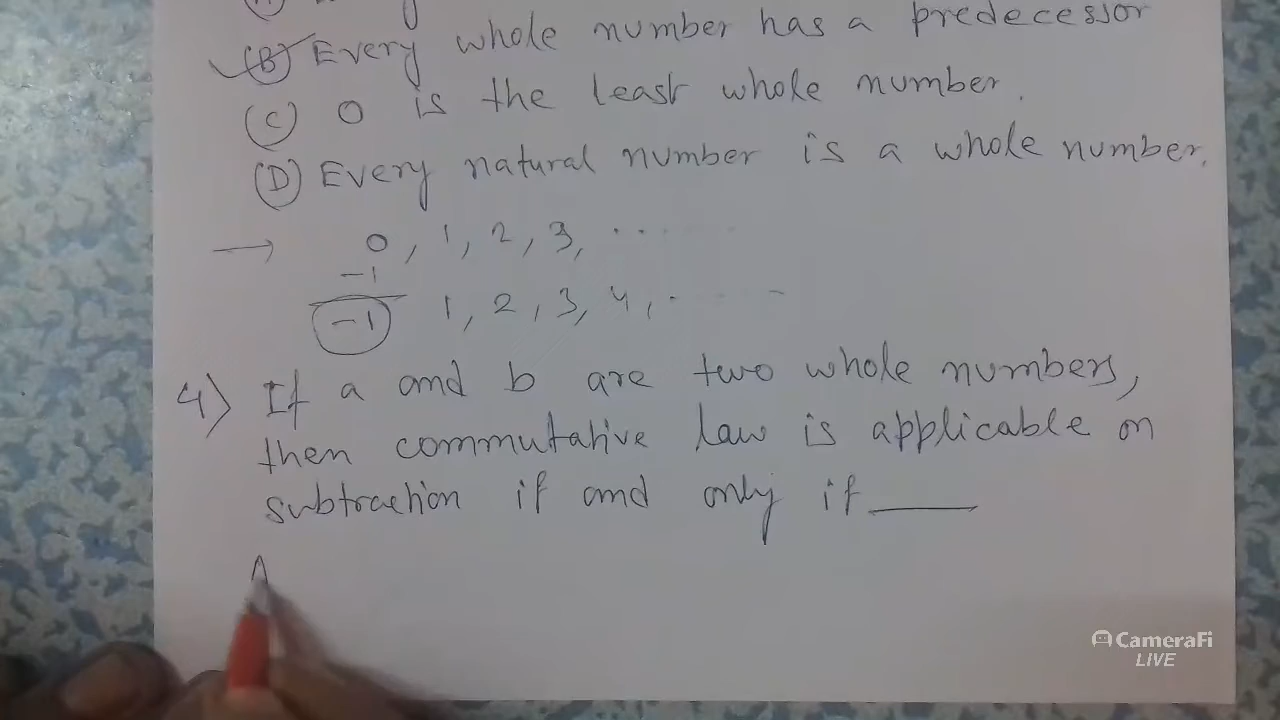 (B) Every whole number has a predecessor
(C) 0 is the least whole number.
(D) Every natural number is a whole number.
→ 0, 1, 2, 3, .....
-1
-1 1, 2, 3, 4, . . . -
4) If a and b are two whole numbers,
then commutative law is applicable on
subtraction if and only if ____
A
CameraFi
LIVE